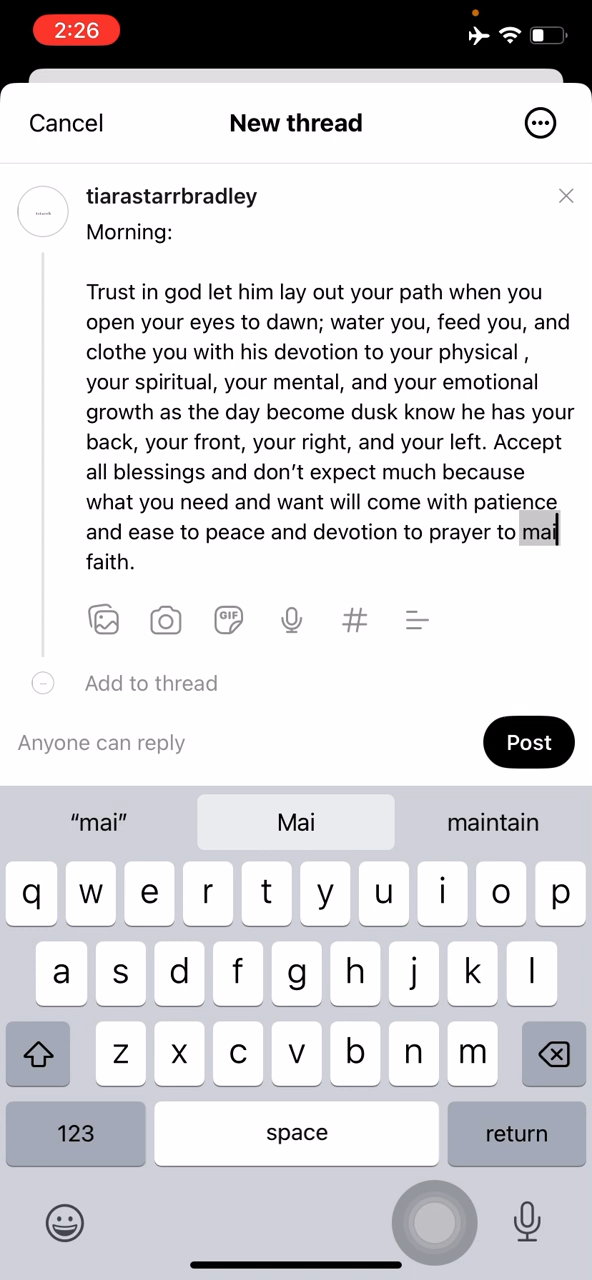 2:26
Cancel New thread
tiarastarrbradley
Morning:
Trust in god let him lay out your path when you
open your eyes to dawn; water you, feed you, and
clothe you with his devotion to your physical ,
your spiritual, your mental, and your emotional
growth as the day become dusk know he has your
back, your front, your right, and your left. Accept
all blessings and don’t expect much because
what you need and want will come with patience
and ease to peace and devotion to prayer to mai
faith.
GIF
Add to thread
Anyone can reply Post
“mai” Mai maintain
q w e r t y u i o p
a s d f g h j k l
z x c v b n m
123 space return